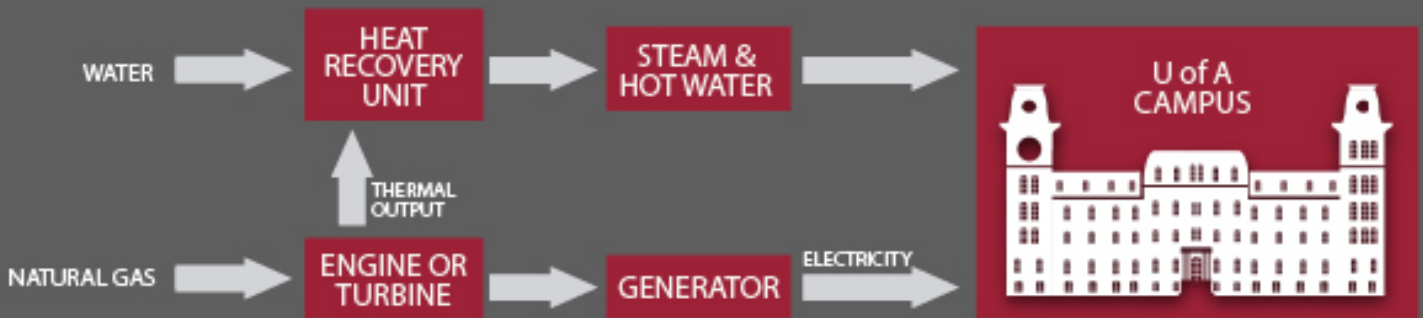 WATER
HEAT
RECOVERY
UNIT
STEAM &
HOT WATER
U of A
CAMPUS
THERMAL
OUTPUT
NATURAL GAS
ENGINE OR
TURBINE
GENERATOR
ELECTRICITY